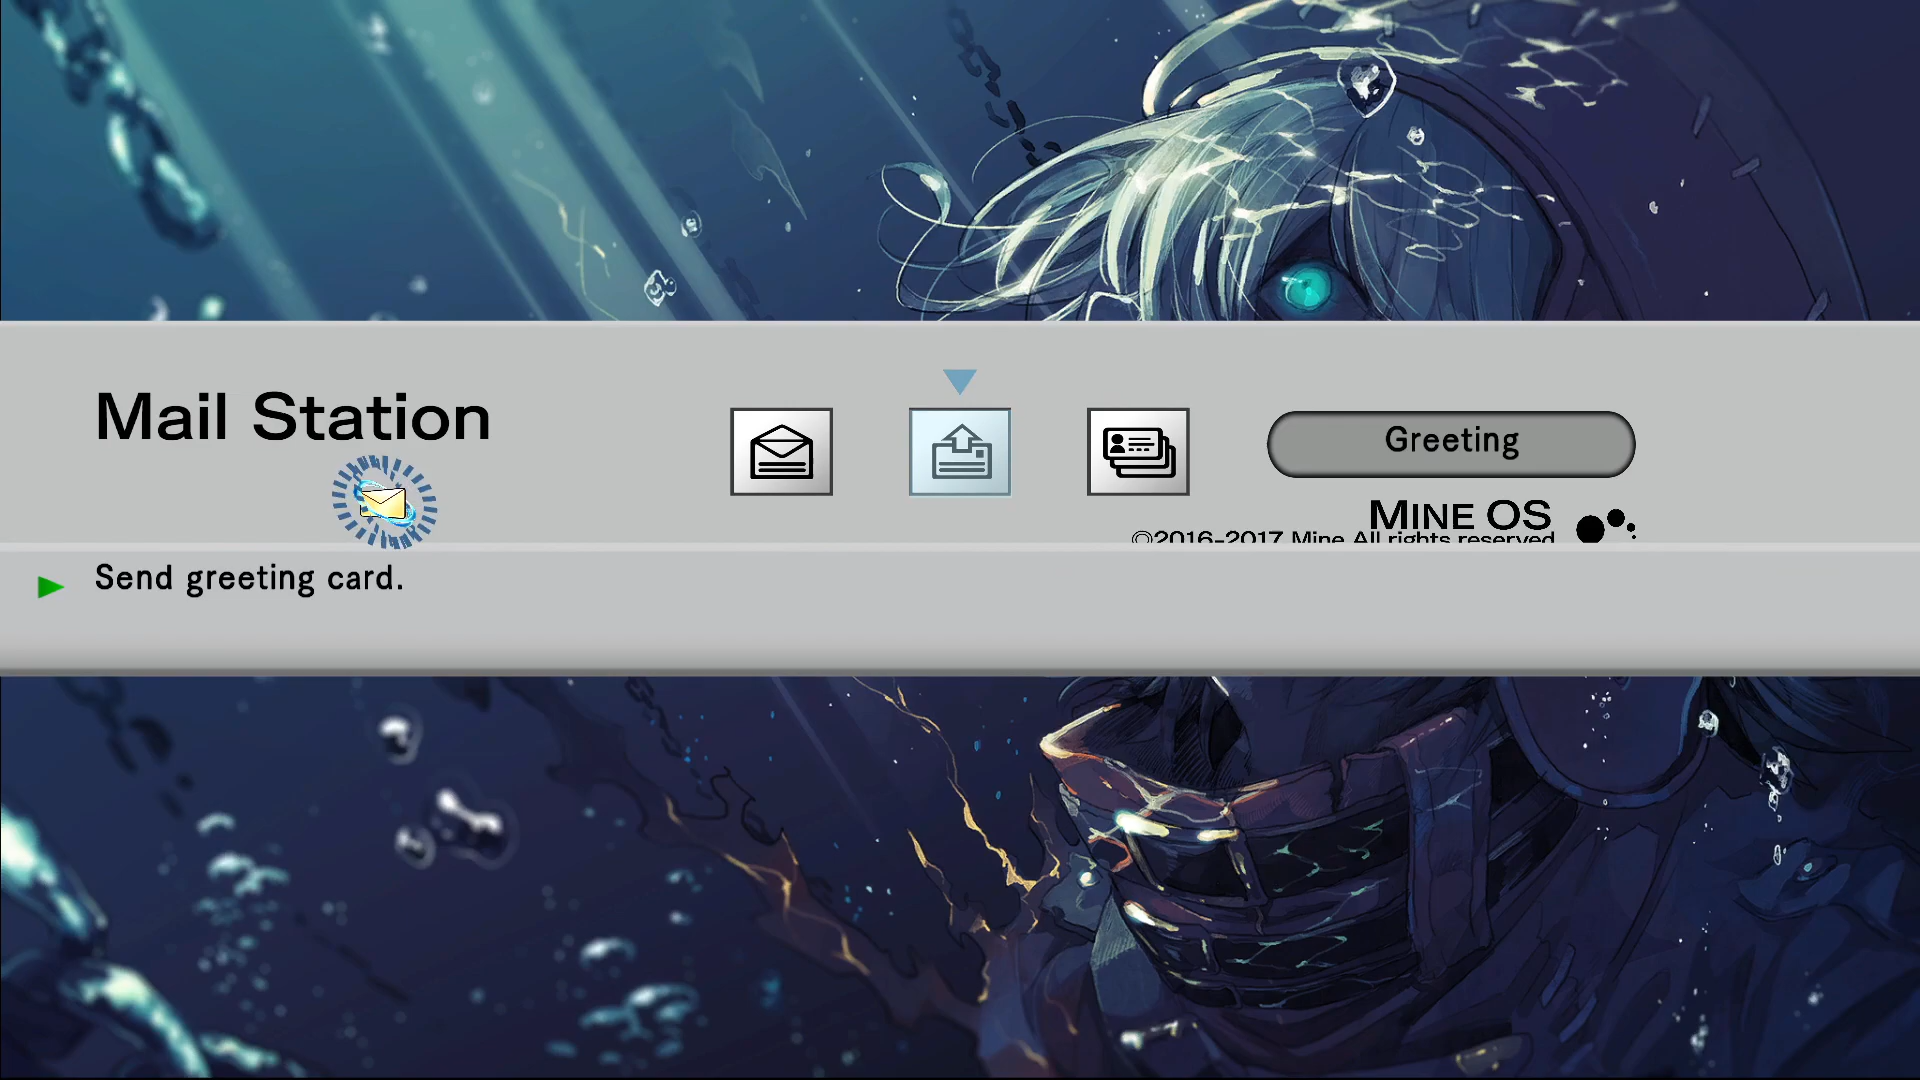 Mail Station
Greeting
MINE OS
©2016-2017 Mine All rights reserved
Send greeting card.